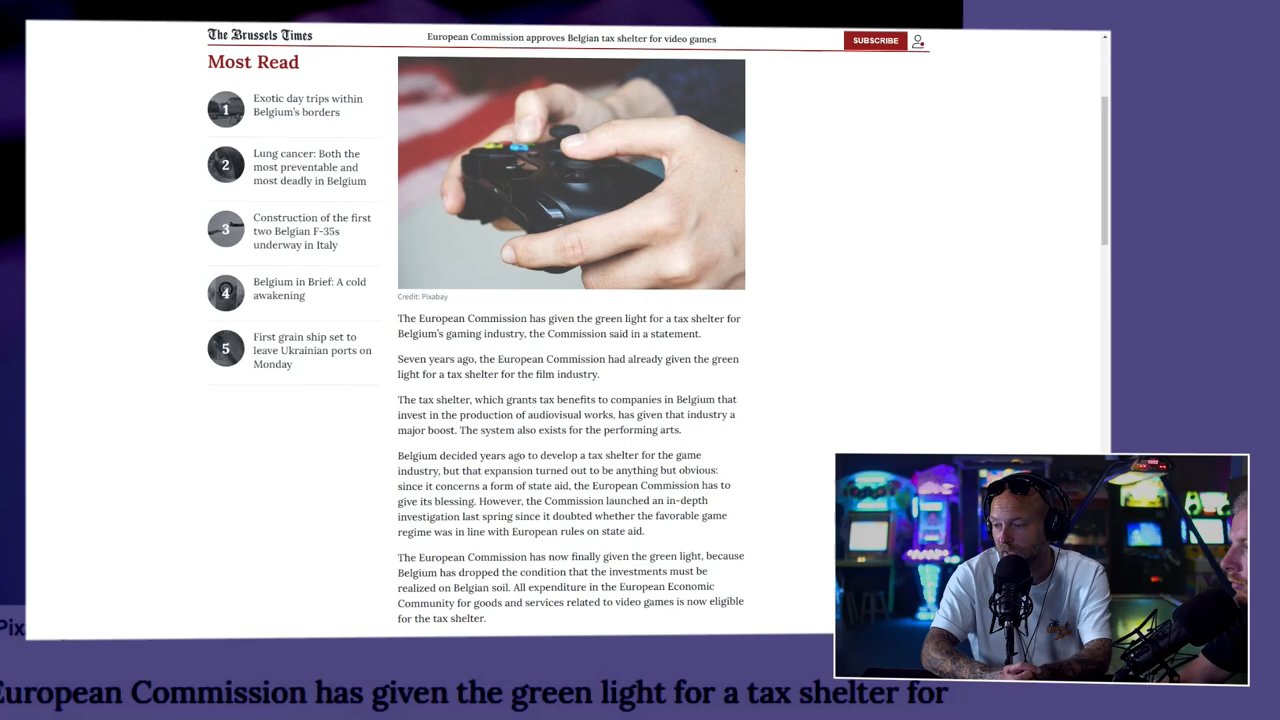 The Brussels Times
European Commission approves Belgian tax shelter for video games
SUBSCRIBE
Most Read
1
Exotic day trips within
Belgium's borders
2
Lung cancer: Both the
most preventable and
most deadly in Belgium
3
Construction of the first
two Belgian F-35s
underway in Italy
4
Belgium in Brief: A cold
awakening
5
First grain ship set to
leave Ukrainian ports on
Monday
Credit: Pixabay
The European Commission has given the green light for a tax shelter for
Belgium's gaming industry, the Commission said in a statement.
Seven years ago, the European Commission had already given the green
light for a tax shelter for the film industry.
The tax shelter, which grants tax benefits to companies in Belgium that
invest in the production of audiovisual works, has given that industry a
major boost. The system also exists for the performing arts.
Belgium decided years ago to develop a tax shelter for the game
industry, but that expansion turned out to be anything but obvious:
since it concerns a form of state aid, the European Commission has to
give its blessing. However, the Commission launched an in-depth
investigation last spring since it doubted whether the favorable game
regime was in line with European rules on state aid.
The European Commission has now finally given the green light, because
Belgium has dropped the condition that the investments must be
realized on Belgian soil. All expenditure in the European Economic
Community for goods and services related to video games is now eligible
for the tax shelter.
Pix
European Commission has given the green light for a tax shelter for